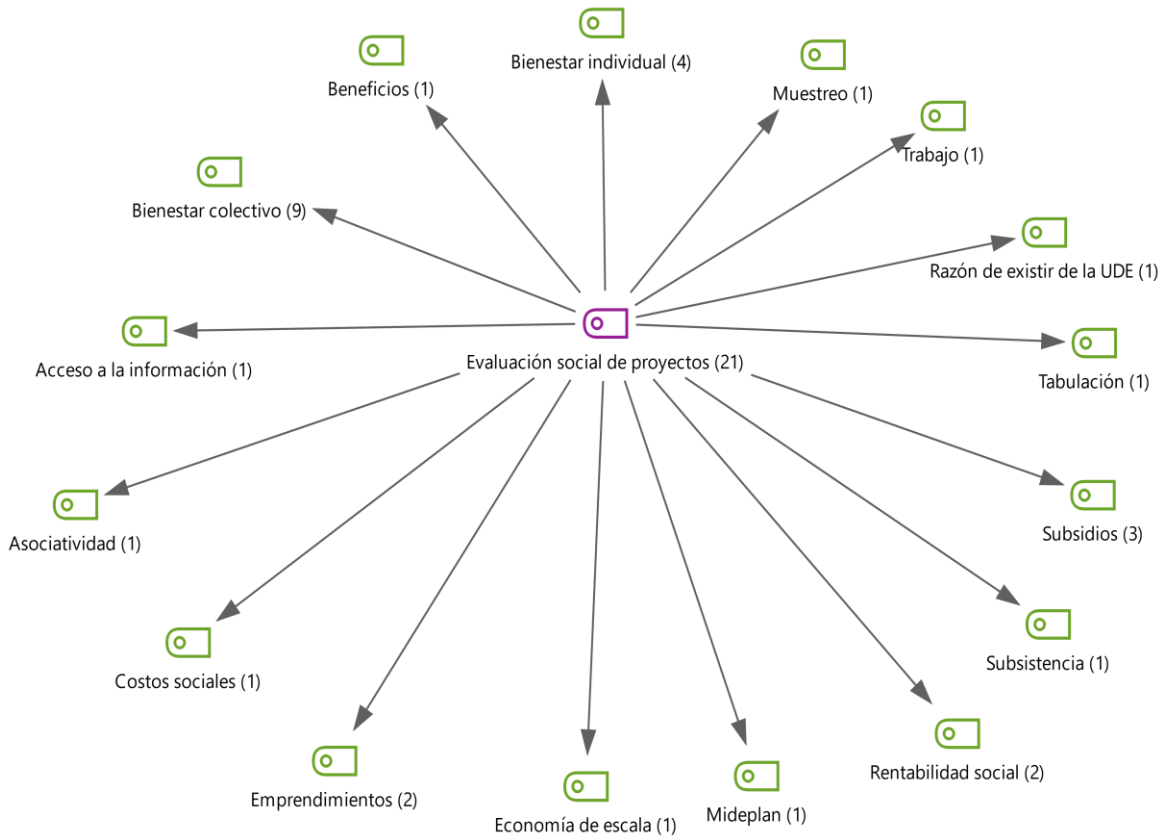 Bienestar individual (4)
Beneficios (1)
Muestreo (1)
Trabajo (1)
Bienestar colectivo (9)
Razón de existir de la UDE (1)
Acceso a la información (1)
Evaluación social de proyectos (21)
Tabulación (1)
Asociatividad (1)
Subsidios (3)
Costos sociales (1)
Subsistencia (1)
Emprendimientos (2)
Rentabilidad social (2)
Economía de escala (1)
Mideplan (1)